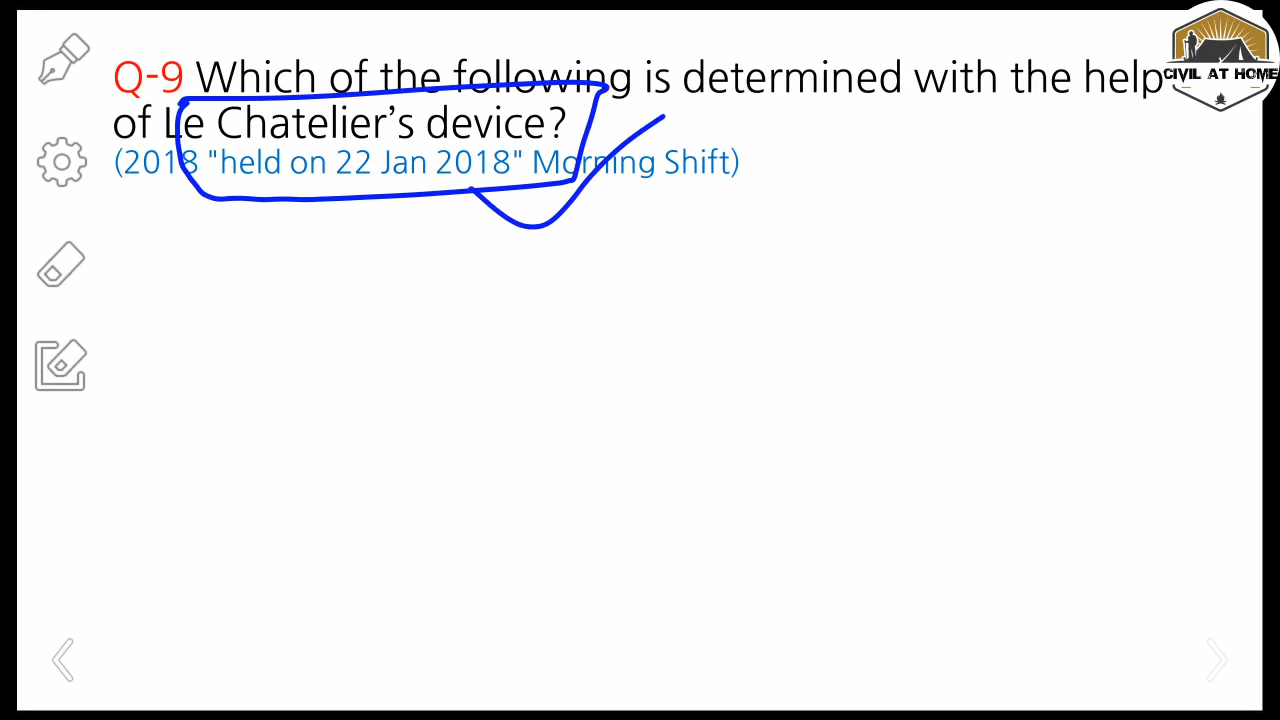 Q-9 Which of the following is determined with the help
of Le Chatelier's device?
(2018 "held on 22 Jan 2018" Morning Shift)
CIVIL AT HOME